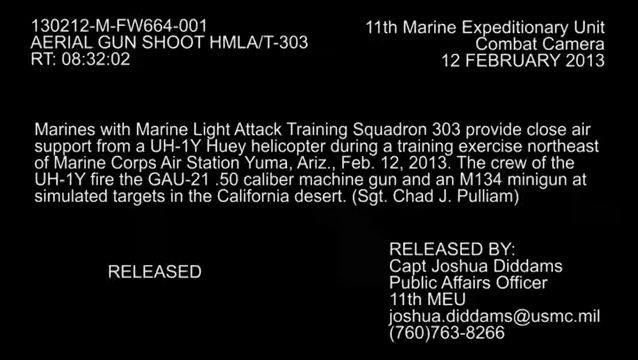 130212-M-FW664-001
AERIAL GUN SHOOT HMLA/T-303
RT: 08:32:02
11th Marine Expeditionary Unit
Combat Camera
12 FEBRUARY 2013
Marines with Marine Light Attack Training Squadron 303 provide close air
support from a UH-1Y Huey helicopter during a training exercise northeast
of Marine Corps Air Station Yuma, Ariz., Feb. 12, 2013. The crew of the
UH-1Y fire the GAU-21 .50 caliber machine gun and an M134 minigun at
simulated targets in the California desert. (Sgt. Chad J. Pulliam)
RELEASED
RELEASED BY:
Capt Joshua Diddams
Public Affairs Officer
11th MEU
joshua.diddams@usmc.mil
(760)763-8266